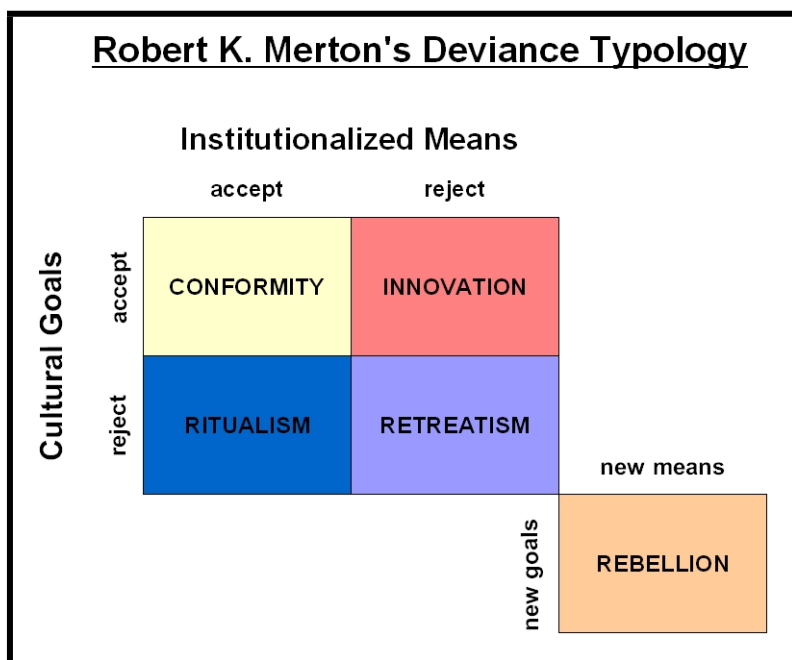 Robert K. Merton's Deviance Typology
Institutionalized Means
accept
reject
Cultural Goals
accept
CONFORMITY
INNOVATION
reject
RITUALISM
RETREATISM
new means
new goals
REBELLION